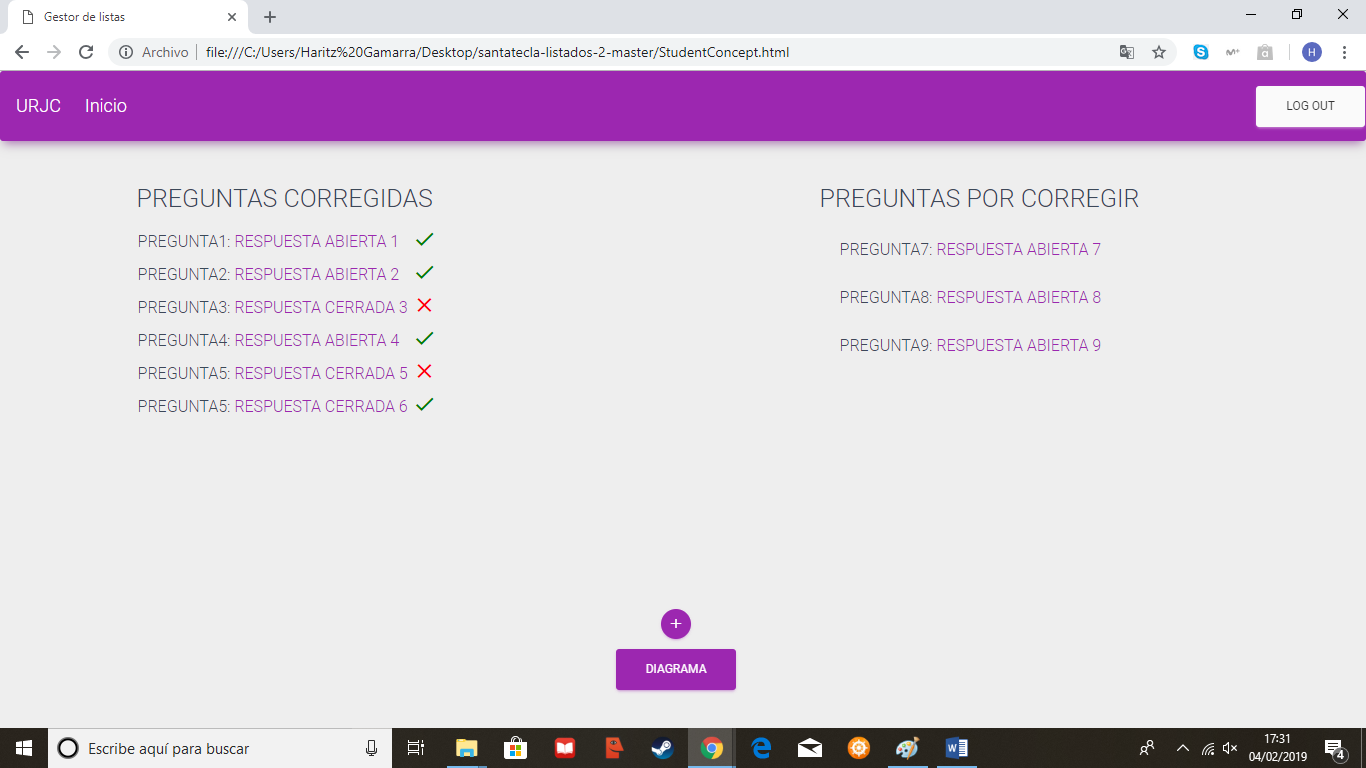 Gestor de listas
Archivo file:///C:/Users/Haritz%20Gamarra/Desktop/santatecla-listados-2-master/StudentConcept.html
H
URJC Inicio LOG OUT
PREGUNTAS CORREGIDAS
PREGUNTA1: RESPUESTA ABIERTA 1
PREGUNTA2: RESPUESTA ABIERTA 2
PREGUNTA3: RESPUESTA CERRADA 3
PREGUNTA4: RESPUESTA ABIERTA 4
PREGUNTA5: RESPUESTA CERRADA 5
PREGUNTA5: RESPUESTA CERRADA 6
PREGUNTAS POR CORREGIR
PREGUNTA7: RESPUESTA ABIERTA 7
PREGUNTA8: RESPUESTA ABIERTA 8
PREGUNTA9: RESPUESTA ABIERTA 9
+
DIAGRAMA
Escribe aquí para buscar
17:31
04/02/2019
4